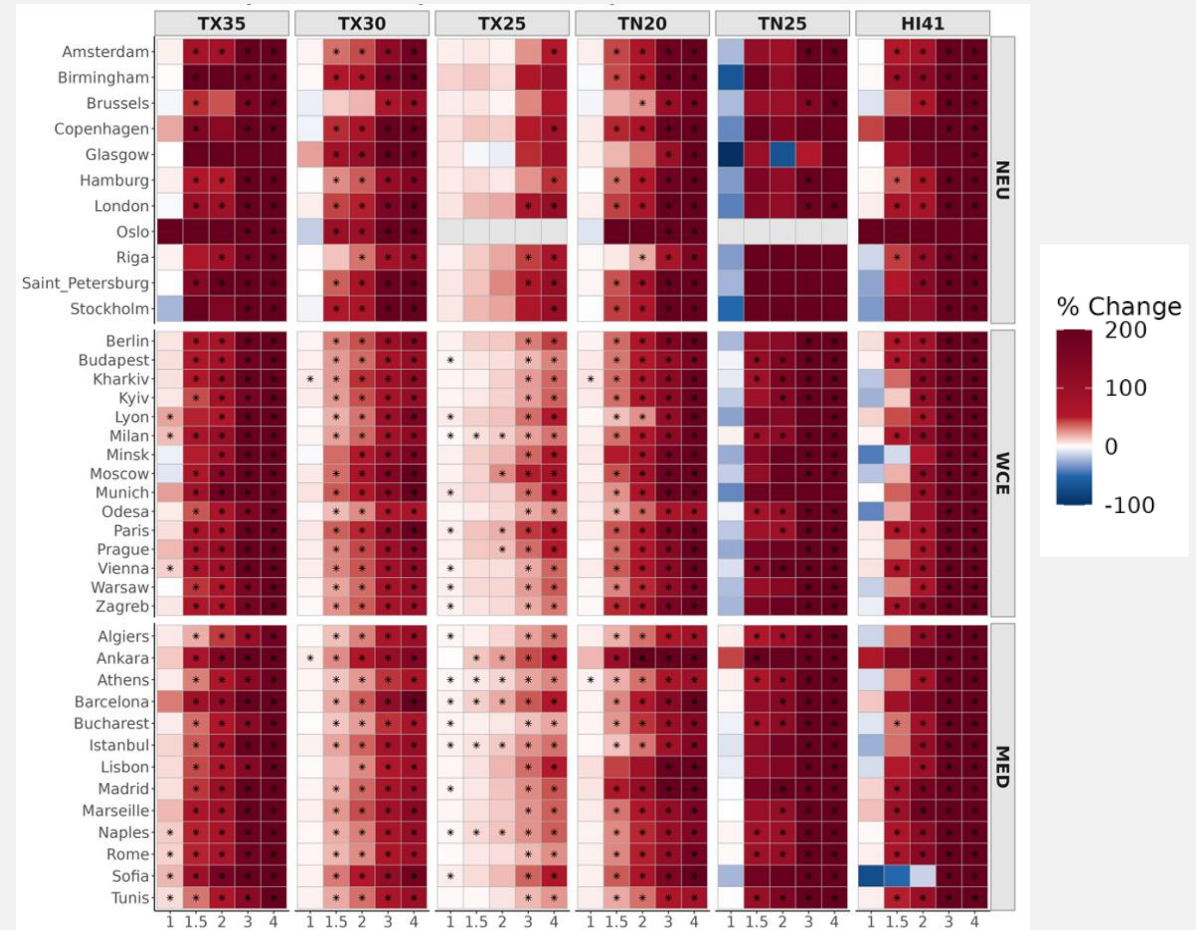 TX35 TX30 TX25 TN20 TN25 HI41
Amsterdam
Birmingham
Brussels
Copenhagen
Glasgow
Hamburg
London
Oslo
Riga
Saint_Petersburg
Stockholm
NEU
Berlin
Budapest
Kharkiv
Kyiv
Lyon
Milan
Minsk
Moscow
Munich
Odesa
Paris
Prague
Vienna
Warsaw
Zagreb
WCE
Algiers
Ankara
Athens
Barcelona
Bucharest
Istanbul
Lisbon
Madrid
Marseille
Naples
Rome
Sofia
Tunis
MED
1 1.5 2 3 4 1 1.5 2 3 4 1 1.5 2 3 4 1 1.5 2 3 4 1 1.5 2 3 4 1 1.5 2 3 4
% Change
200
100
0
-100